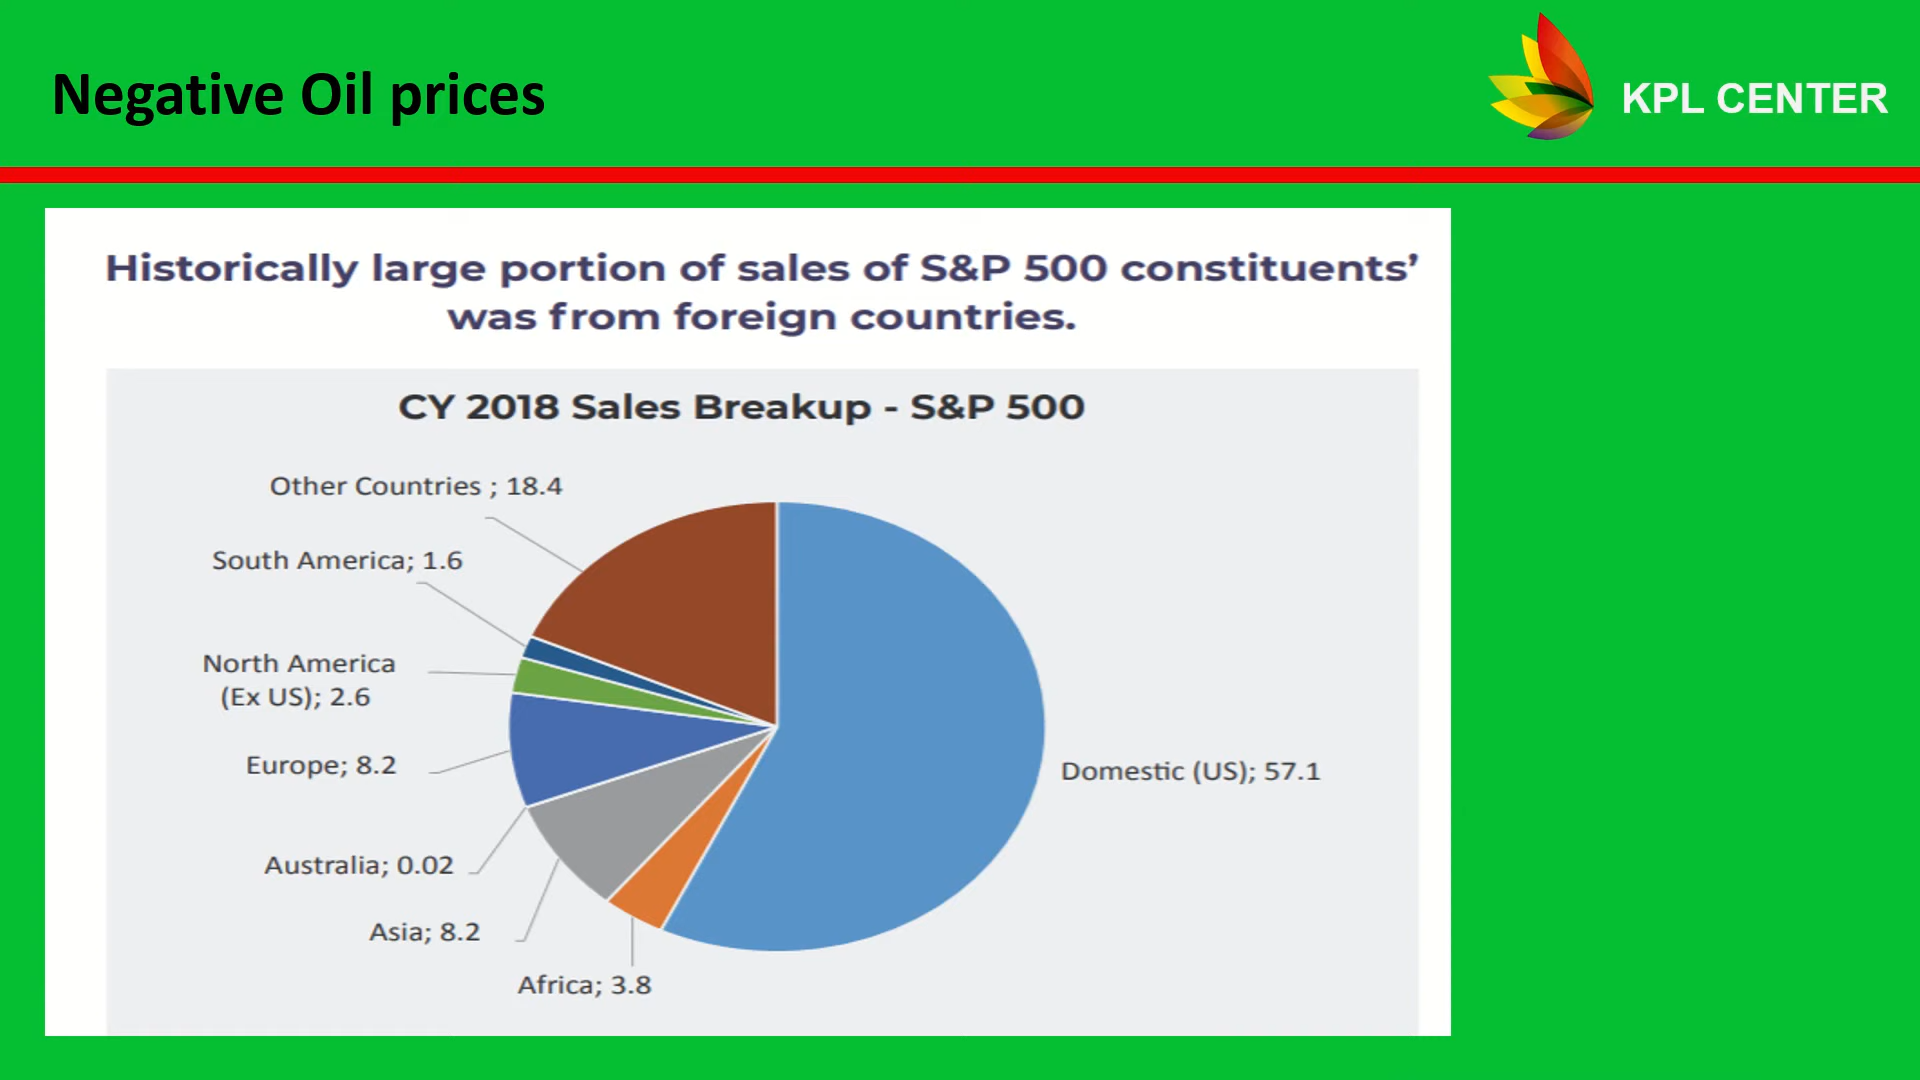 Negative Oil prices
KPL CENTER
Historically large portion of sales of S&P 500 constituents’
was from foreign countries.
CY 2018 Sales Breakup - S&P 500
Other Countries ; 18.4
South America; 1.6
North America
(Ex US); 2.6
Europe; 8.2
Domestic (US); 57.1
Australia; 0.02
Asia; 8.2
Africa; 3.8